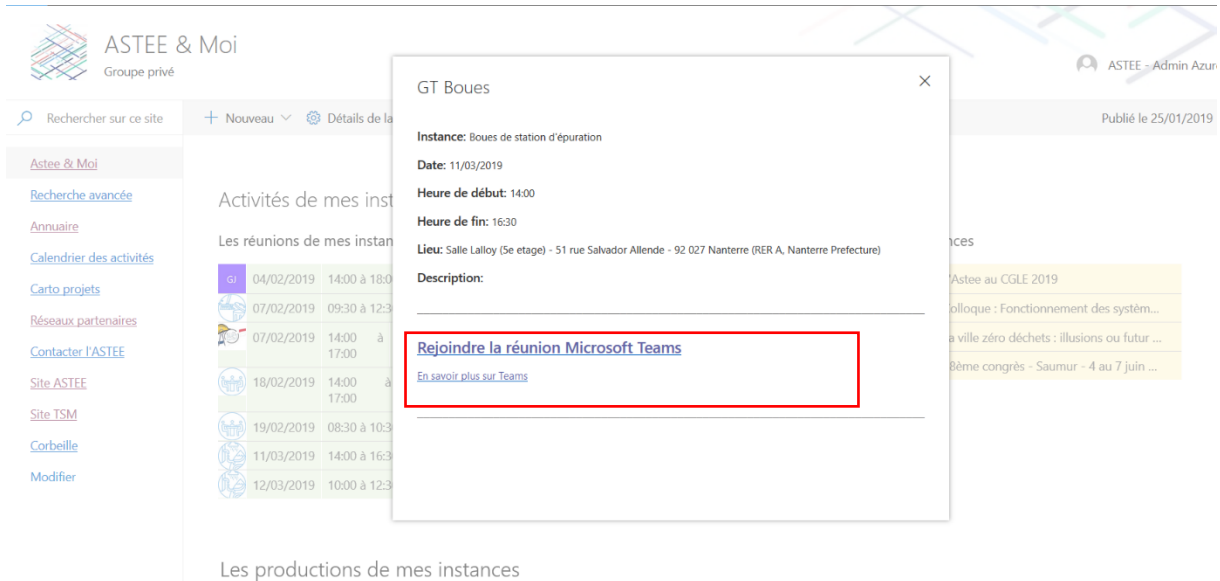 ASTEE & Moi
Groupe privé
ASTEE - Admin Azur
Rechercher sur ce site
Nouveau
Détails de la
Publié le 25/01/2019
Astee & Moi
Recherche avancée
Annuaire
Calendrier des activités
Carto projets
Réseaux partenaires
Contacter l'ASTEE
Site ASTEE
Site TSM
Corbeille
Modifier
Activités de mes inst
Les réunions de mes instan
GJ 04/02/2019 14:00 à 18:0
07/02/2019 09:30 à 12:3
07/02/2019 14:00 à
17:00
18/02/2019 14:00 à
17:00
19/02/2019 08:30 à 10:3
11/03/2019 14:00 à 16:3
12/03/2019 10:00 à 12:3
GT Boues
Instance: Boues de station d'épuration
Date: 11/03/2019
Heure de début: 14:00
Heure de fin: 16:30
Lieu: Salle Lalloy (5e etage) - 51 rue Salvador Allende - 92 027 Nanterre (RER A, Nanterre Prefecture)
Description:
Rejoindre la réunion Microsoft Teams
En savoir plus sur Teams
nces
'Astee au CGLE 2019
olloque : Fonctionnement des systèm...
a ville zéro déchets : illusions ou futur ...
8ème congrès - Saumur - 4 au 7 juin ...
Les productions de mes instances